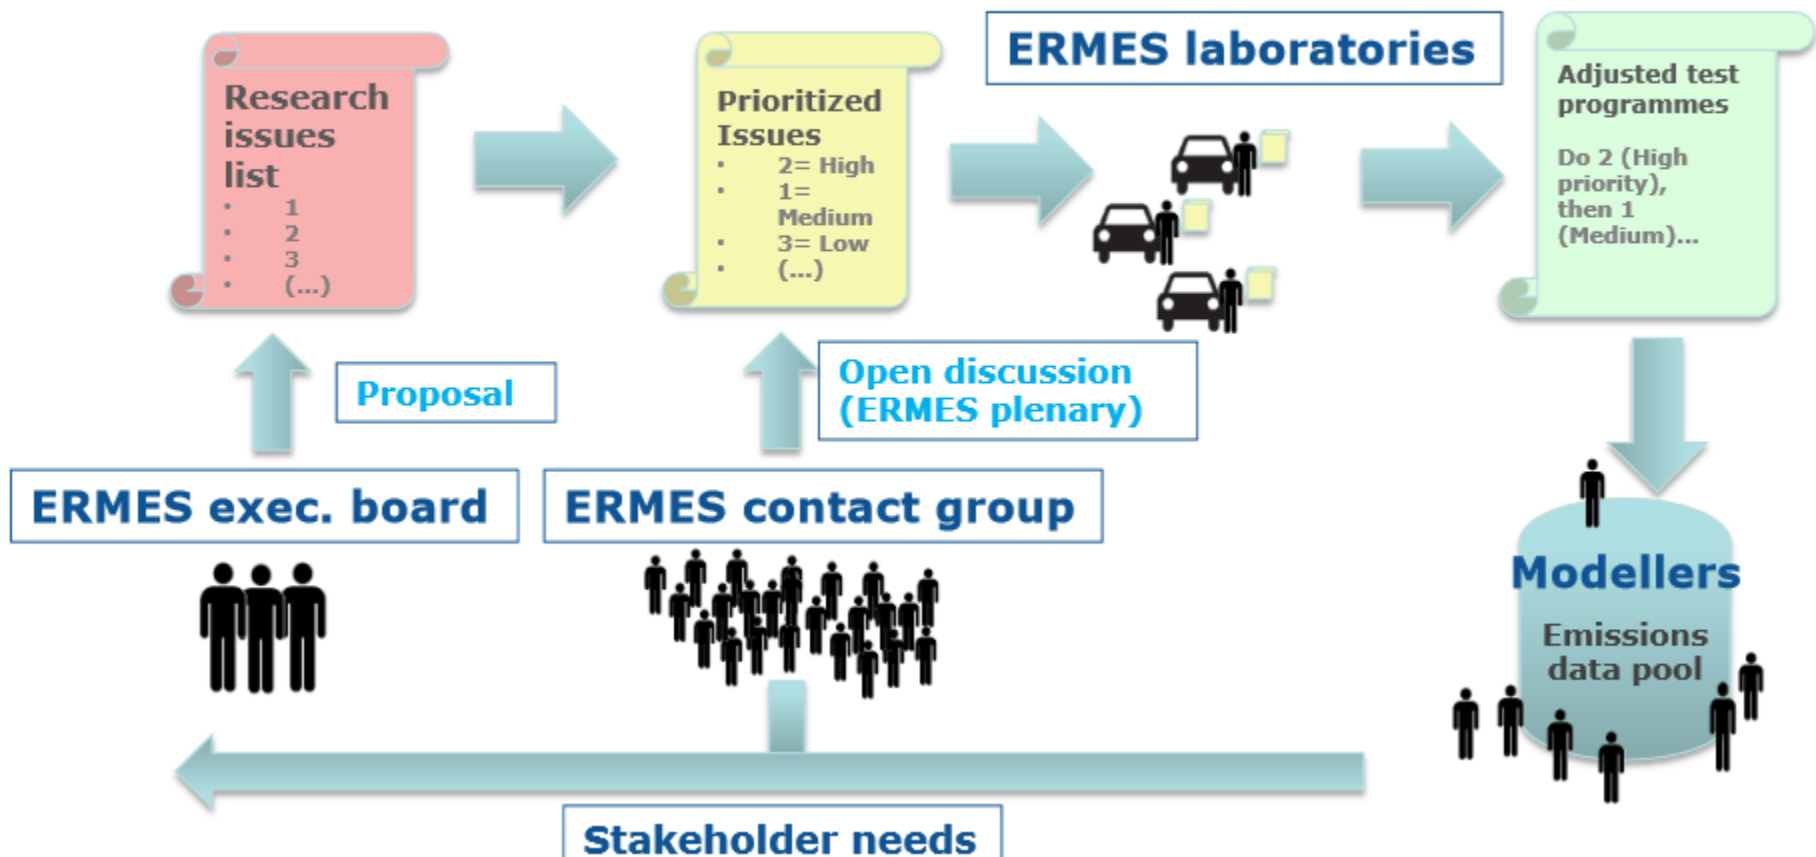 Research
issues
list
• 1
• 2
• 3
• (...)
Prioritized
Issues
• 2= High
• 1=
Medium
• 3= Low
• (...)
ERMES laboratories
Adjusted test
programmes
Do 2 (High
priority),
then 1
(Medium)...
Proposal
Open discussion
(ERMES plenary)
ERMES exec. board
ERMES contact group
Modellers
Emissions
data pool
Stakeholder needs